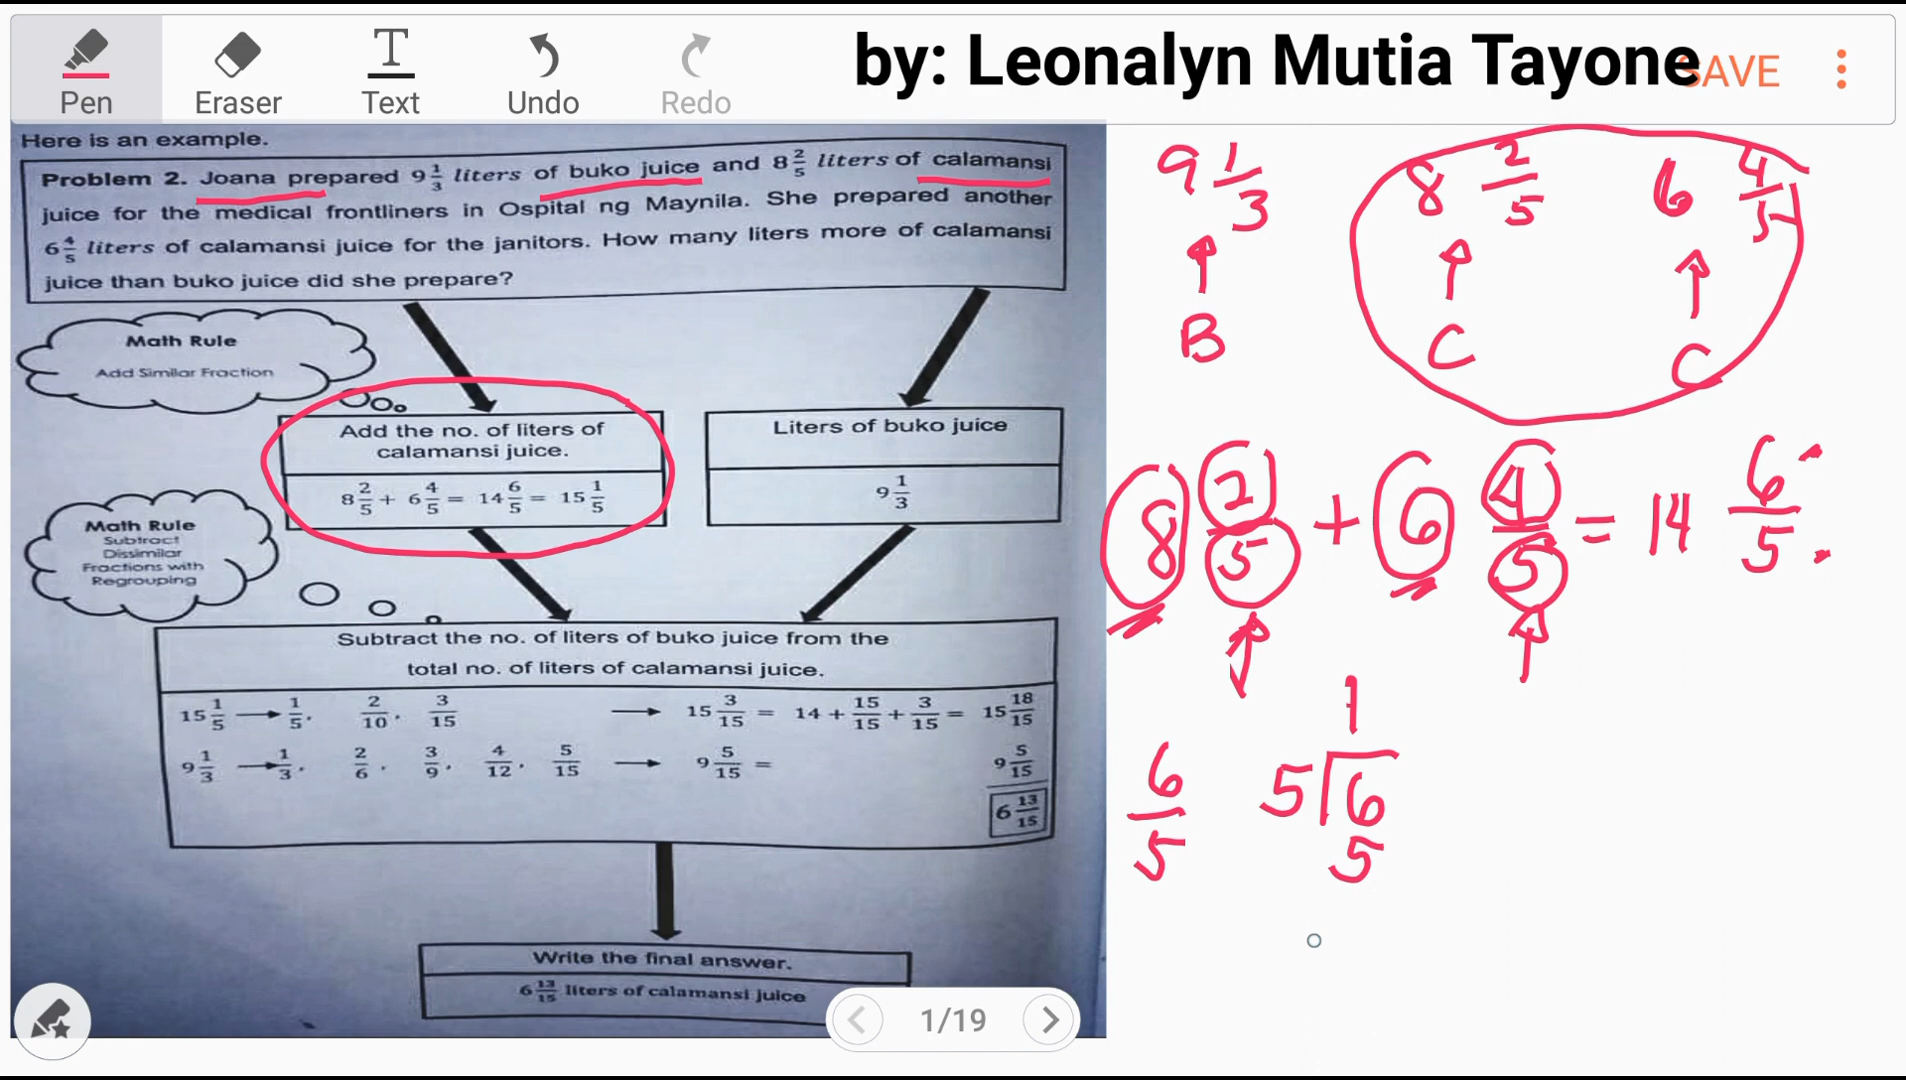 Pen
Eraser
Text
Undo
Redo
by: Leonalyn Mutia Tayone
SAVE
Here is an example.
Problem 2. Joana prepared 9 1/3 liters of buko juice and 8 2/5 liters of calamansi
juice for the medical frontliners in Ospital ng Maynila. She prepared another
6 4/5 liters of calamansi juice for the janitors. How many liters more of calamansi
juice than buko juice did she prepare?
Math Rule
Add Similar Fraction
Add the no. of liters of
calamansi juice.
8 2/5 + 6 4/5 = 14 6/5 = 15 1/5
Liters of buko juice
9 1/3
Math Rule
Subtract
Dissimilar
Fractions with
Regrouping
Subtract the no. of liters of buko juice from the
total no. of liters of calamansi juice.
15 1/5 → 1/5, 2/10, 3/15 → 15 3/15 = 14 + 15/15 + 3/15 = 15 18/15
9 1/3 → 1/3, 2/6, 3/9, 4/12, 5/15 → 9 5/15 = 9 5/15
6 13/15
Write the final answer.
6 13/15 liters of calamansi juice
1/19
9 1/3 8 2/5 6 4/5
B C C
8 2/5 + 6 4/5 = 14 6/5
6/5
1
5 6
5